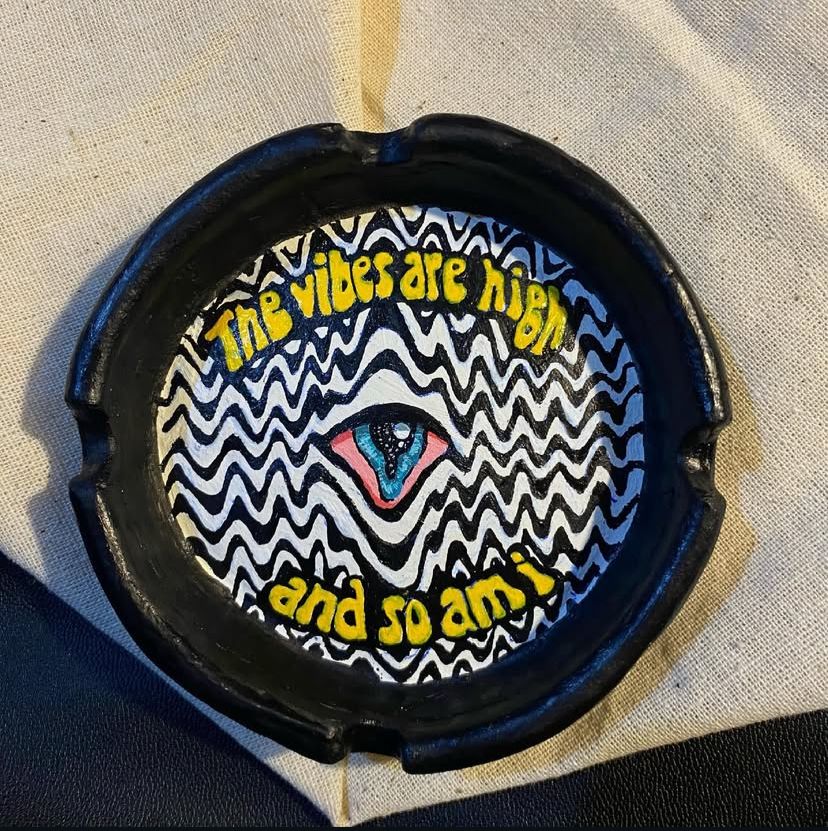 The vibes are high
and so am i